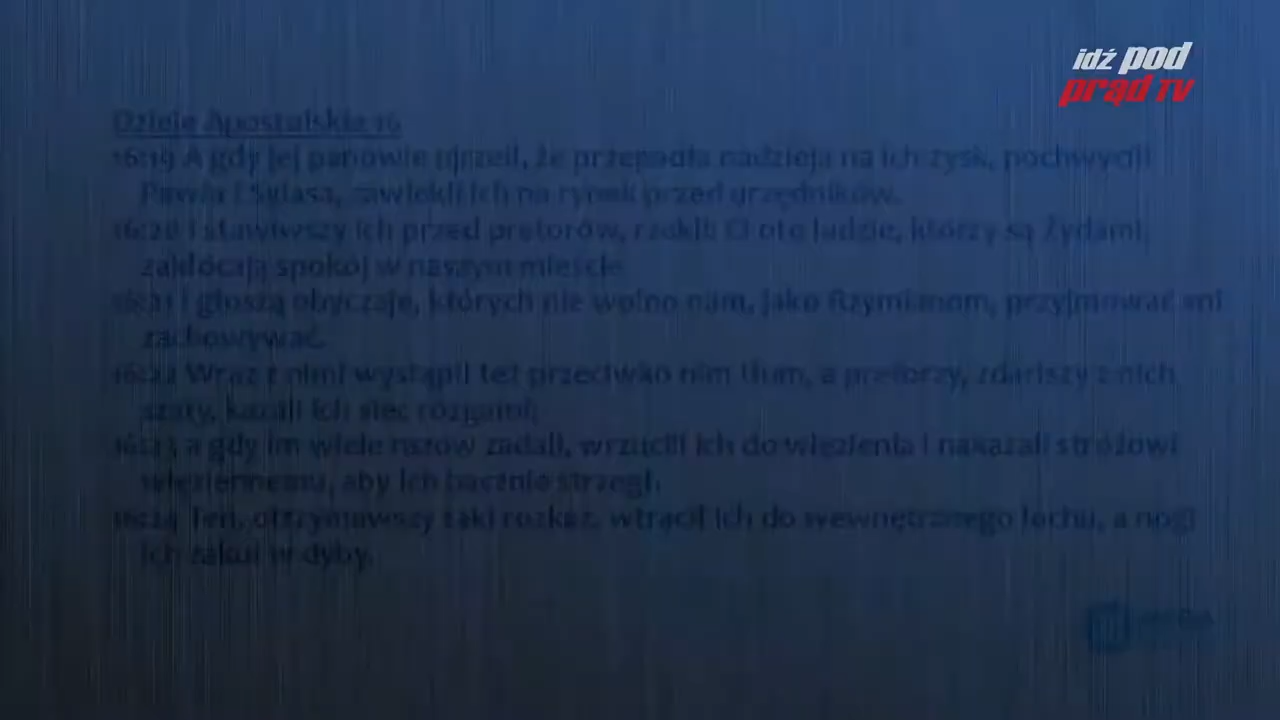 idź pod
prąd TV
Dzieje Apostolskie 16
16:19 A gdy jej panowie ujrzeli, że przepadła nadzieja na ich zysk, pochwycili
Pawła i Sylasa, zawlekli ich na rynek przed urzędników.
16:20 I stawiwszy ich przed pretorów, rzekli: Ci oto ludzie, którzy są Żydami,
zakłócają spokój w naszym mieście
16:21 I głoszą obyczaje, których nie wolno nam, jako Rzymianom, przyjmować ani
zachowywać.
16:22 Wraz z nimi wystąpił też przeciwko nim tłum, a pretorzy, zdarłszy z nich
szaty, kazali ich siec rózgami;
16:23 a gdy im wiele razów zadali, wrzucili ich do więzienia i nakazali stróżowi
więziennemu, aby ich bacznie strzegł.
16:24 Ten, otrzymawszy taki rozkaz, wtrącił ich do wewnętrznego lochu, a nogi
ich zakuł w dyby.